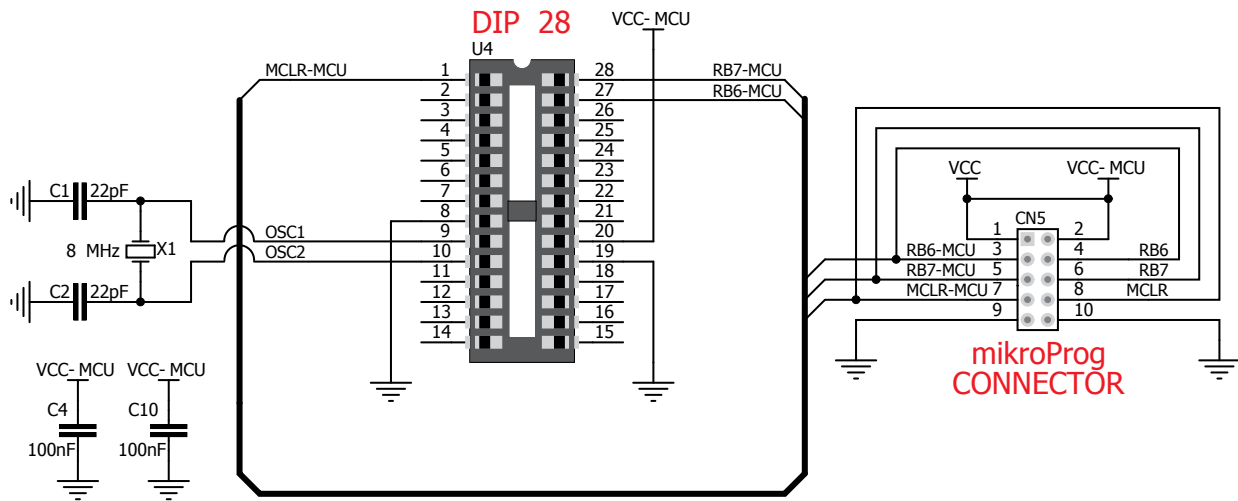 DIP 28
U4
VCC- MCU
MCLR-MCU
1
2
3
4
5
6
7
8
9
10
11
12
13
14
28
27
26
25
24
23
22
21
20
19
18
17
16
15
RB7-MCU
RB6-MCU
C1 22pF
8 MHz X1
C2 22pF
OSC1
OSC2
VCC- MCU
C4
100nF
VCC- MCU
C10
100nF
VCC
VCC- MCU
CN5
1 2
RB6-MCU 3 4 RB6
RB7-MCU 5 6 RB7
MCLR-MCU 7 8 MCLR
9 10
mikroProg
CONNECTOR